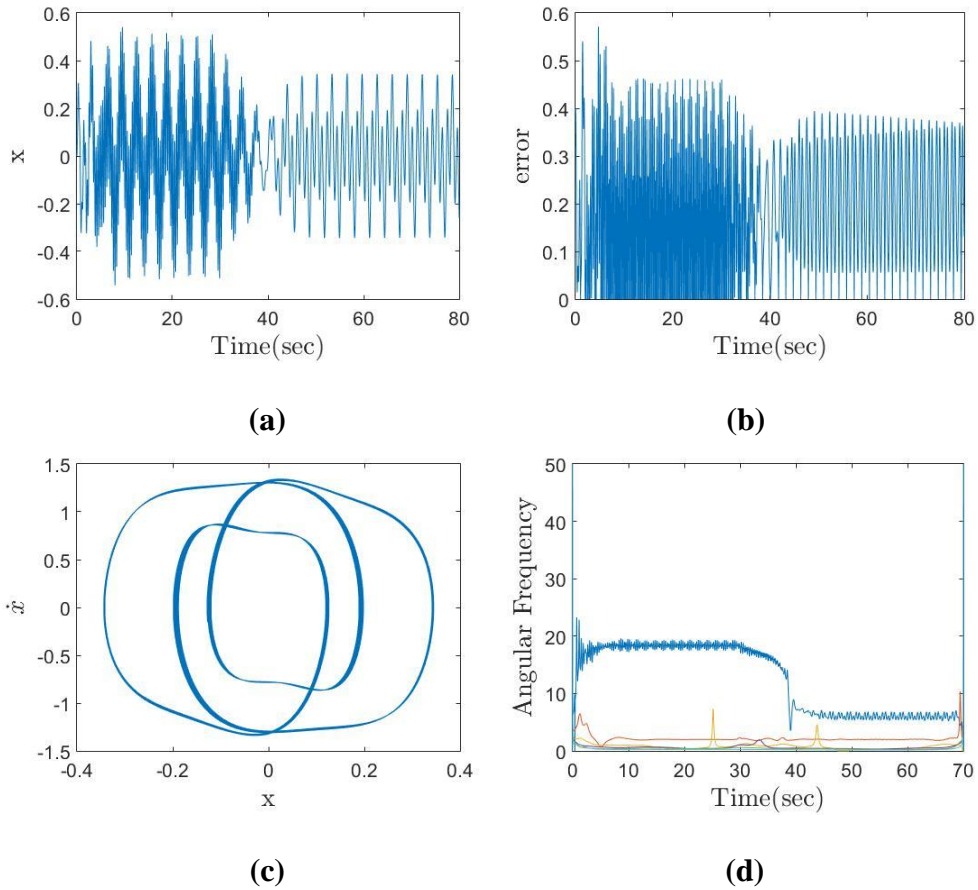 0.6
0.4
0.2
0
-0.2
-0.4
-0.6
x
0 20 40 60 80
Time(sec)
0.6
0.5
0.4
0.3
0.2
0.1
0
error
0 20 40 60 80
Time(sec)
(a)
(b)
1.5
1
0.5
0
-0.5
-1
-1.5
ẋ
-0.4 -0.2 0 0.2 0.4
x
50
40
30
20
10
0
Angular Frequency
0 10 20 30 40 50 60 70
Time(sec)
(c)
(d)